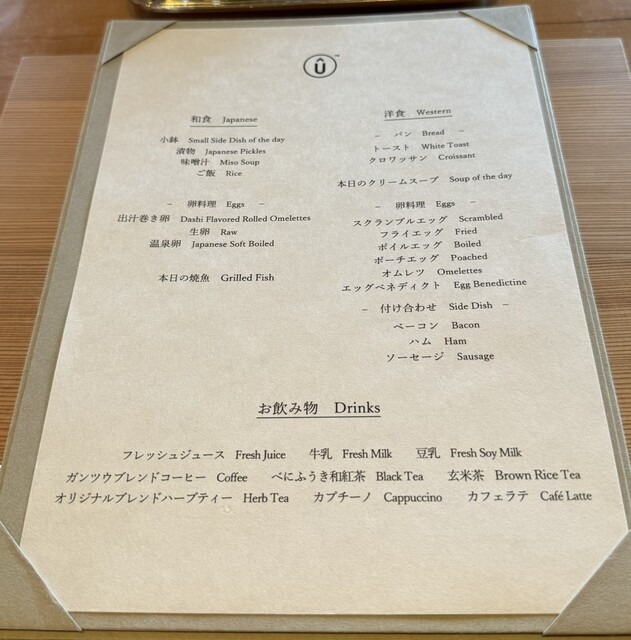 Û
和食 Japanese
小鉢 Small Side Dish of the day
漬物 Japanese Pickles
味噌汁 Miso Soup
ご飯 Rice
– 卵料理 Eggs –
出汁巻き卵 Dashi Flavored Rolled Omelettes
生卵 Raw
温泉卵 Japanese Soft Boiled
本日の焼魚 Grilled Fish
洋食 Western
– パン Bread –
トースト White Toast
クロワッサン Croissant
本日のクリームスープ Soup of the day
– 卵料理 Eggs –
スクランブルエッグ Scrambled
フライエッグ Fried
ボイルエッグ Boiled
ポーチエッグ Poached
オムレツ Omelettes
エッグベネディクト Egg Benedictine
– 付け合わせ Side Dish –
ベーコン Bacon
ハム Ham
ソーセージ Sausage
お飲み物 Drinks
フレッシュジュース Fresh Juice 牛乳 Fresh Milk 豆乳 Fresh Soy Milk
ガンツウブレンドコーヒー Coffee べにふうき和紅茶 Black Tea 玄米茶 Brown Rice Tea
オリジナルブレンドハーブティー Herb Tea カプチーノ Cappuccino カフェラテ Café Latte